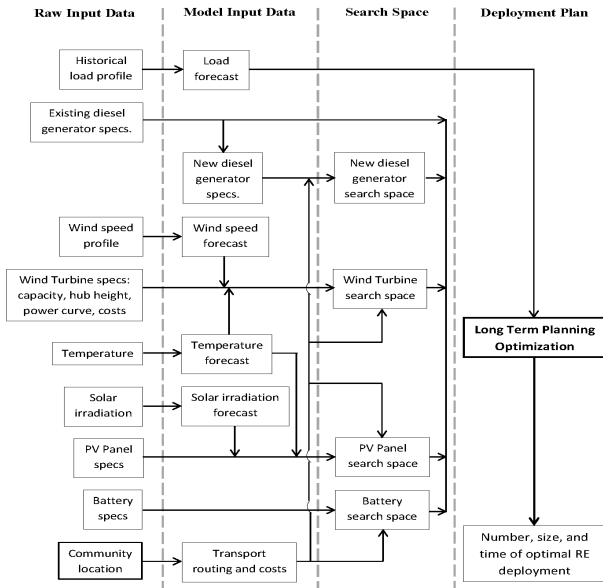 Raw Input Data
Model Input Data
Search Space
Deployment Plan
Historical
load profile
Load
forecast
Existing diesel
generator specs.
New diesel
generator
specs.
New diesel
generator
search space
Wind speed
profile
Wind speed
forecast
Wind Turbine specs:
capacity, hub height,
power curve, costs
Wind Turbine
search space
Long Term Planning
Optimization
Temperature
Temperature
forecast
Solar
irradiation
Solar irradiation
forecast
PV Panel
specs
PV Panel
search space
Battery
specs
Battery
search space
Community
location
Transport
routing and costs
Number, size, and
time of optimal RE
deployment